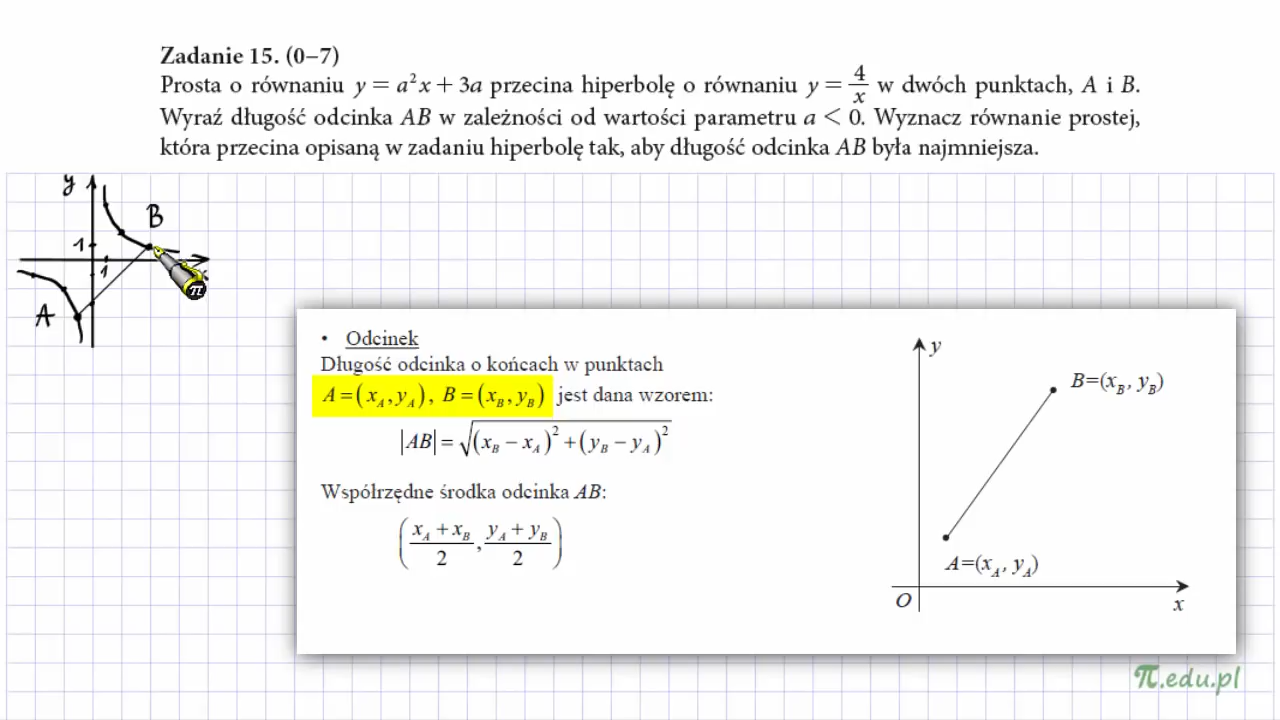 Zadanie 15. (0–7)
Prosta o równaniu y = a²x + 3a przecina hiperbolę o równaniu y = 4/x w dwóch punktach, A i B.
Wyraź długość odcinka AB w zależności od wartości parametru a < 0. Wyznacz równanie prostej,
która przecina opisaną w zadaniu hiperbolę tak, aby długość odcinka AB była najmniejsza.
y
B
1
1
x
A
π
• Odcinek
Długość odcinka o końcach w punktach
A = (x_A, y_A), B = (x_B, y_B) jest dana wzorem:
|AB| = √((x_B − x_A)² + (y_B − y_A)²)
Współrzędne środka odcinka AB:
((x_A + x_B)/2, (y_A + y_B)/2)
y
B=(x_B, y_B)
A=(x_A, y_A)
O
x
π.edu.pl